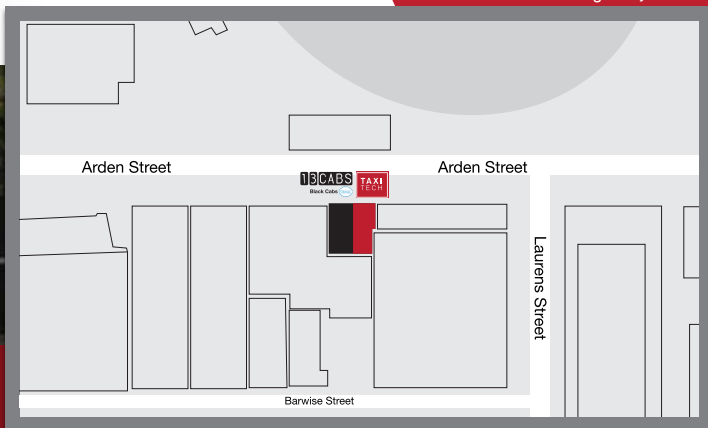 Arden Street
Arden Street
13CABS
Black Cabs
TAXI
TECH
Laurens Street
Barwise Street